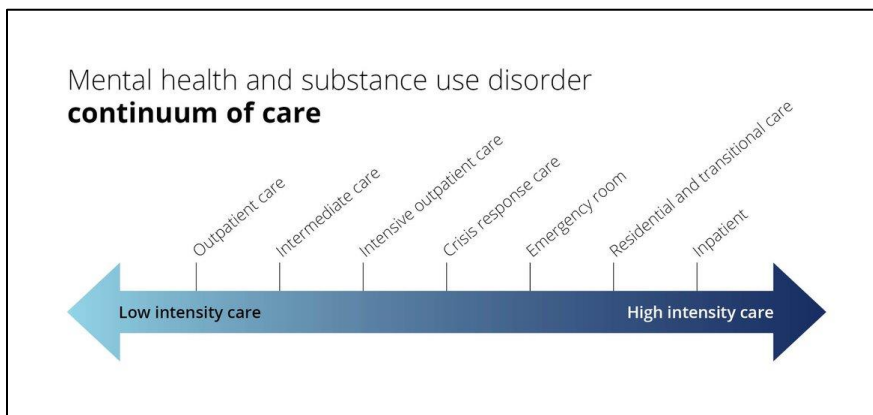 Mental health and substance use disorder
continuum of care
Outpatient care
Intermediate care
Intensive outpatient care
Crisis response care
Emergency room
Residential and transitional care
Inpatient
Low intensity care
High intensity care